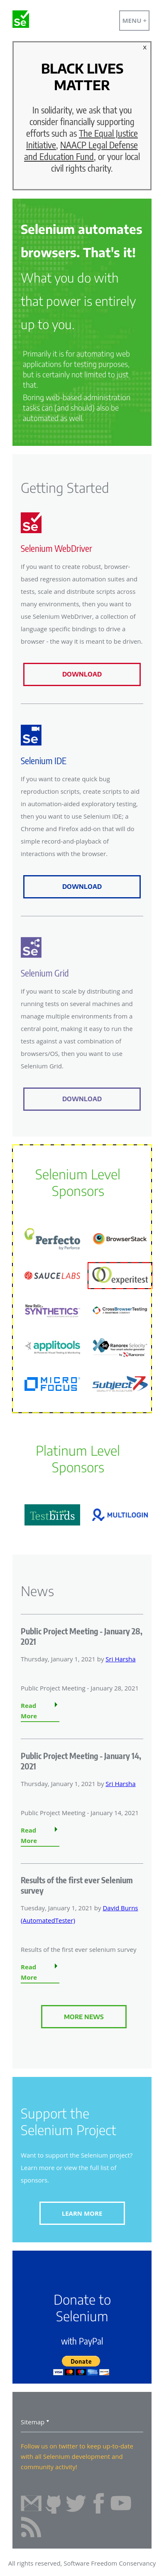 Se
MENU +
x
BLACK LIVES
MATTER
In solidarity, we ask that you
consider financially supporting
efforts such as The Equal Justice
Initiative, NAACP Legal Defense
and Education Fund, or your local
civil rights charity.
Selenium automates
browsers. That's it!
What you do with
that power is entirely
up to you.
Primarily it is for automating web
applications for testing purposes,
but is certainly not limited to just
that.
Boring web-based administration
tasks can (and should) also be
automated as well.
Getting Started
Se
Selenium WebDriver
If you want to create robust, browser-
based regression automation suites and
tests, scale and distribute scripts across
many environments, then you want to
use Selenium WebDriver, a collection of
language specific bindings to drive a
browser - the way it is meant to be driven.
DOWNLOAD
Se
Selenium IDE
If you want to create quick bug
reproduction scripts, create scripts to aid
in automation-aided exploratory testing,
then you want to use Selenium IDE; a
Chrome and Firefox add-on that will do
simple record-and-playback of
interactions with the browser.
DOWNLOAD
Se
Selenium Grid
If you want to scale by distributing and
running tests on several machines and
manage multiple environments from a
central point, making it easy to run the
tests against a vast combination of
browsers/OS, then you want to use
Selenium Grid.
DOWNLOAD
Selenium Level
Sponsors
Perfecto
by Perforce
BrowserStack
SAUCELABS
experitest
New Relic
SYNTHETICS
CrossBrowserTesting
applitools
Ranorex Selocity
by Ranorex
MICRO
FOCUS
Subject7
Platinum Level
Sponsors
Testbirds
MULTILOGIN
News
Public Project Meeting - January 28,
2021
Thursday, January 1, 2021 by Sri Harsha
Public Project Meeting - January 28, 2021
Read
More
Public Project Meeting - January 14,
2021
Thursday, January 1, 2021 by Sri Harsha
Public Project Meeting - January 14, 2021
Read
More
Results of the first ever Selenium
survey
Tuesday, January 1, 2021 by David Burns
(AutomatedTester)
Results of the first ever selenium survey
Read
More
MORE NEWS
Support the
Selenium Project
Want to support the Selenium project?
Learn more or view the full list of
sponsors.
LEARN MORE
Donate to
Selenium
with PayPal
Donate
Sitemap
Follow us on twitter to keep up-to-date
with all Selenium development and
community activity!
All rights reserved, Software Freedom Conservancy